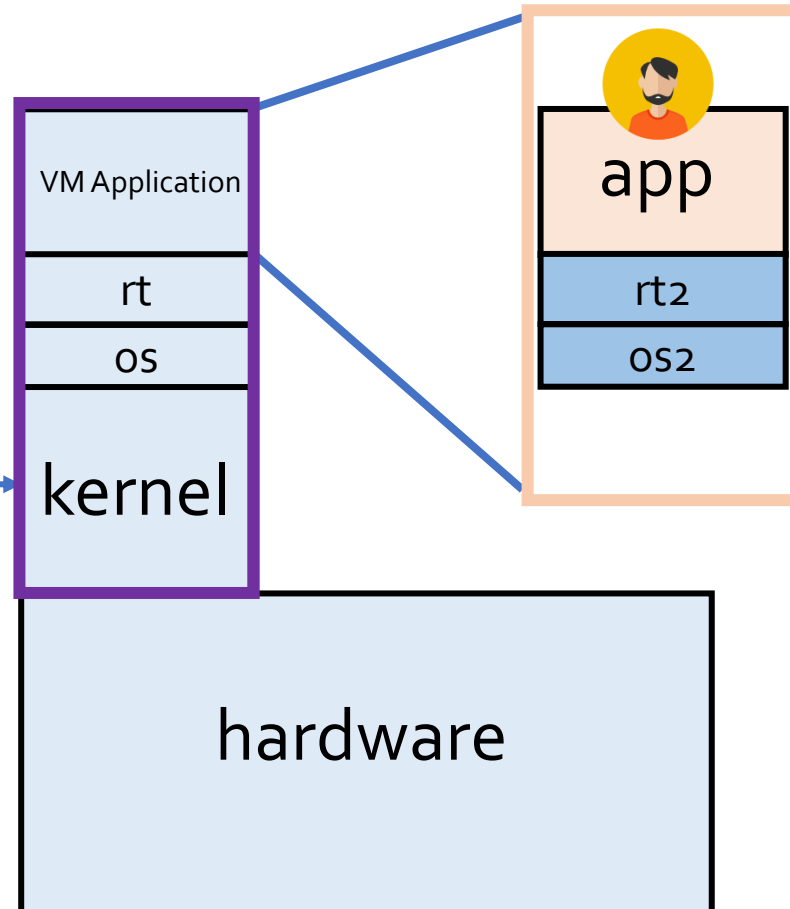 VM Application
rt
os
kernel
app
rt2
os2
hardware